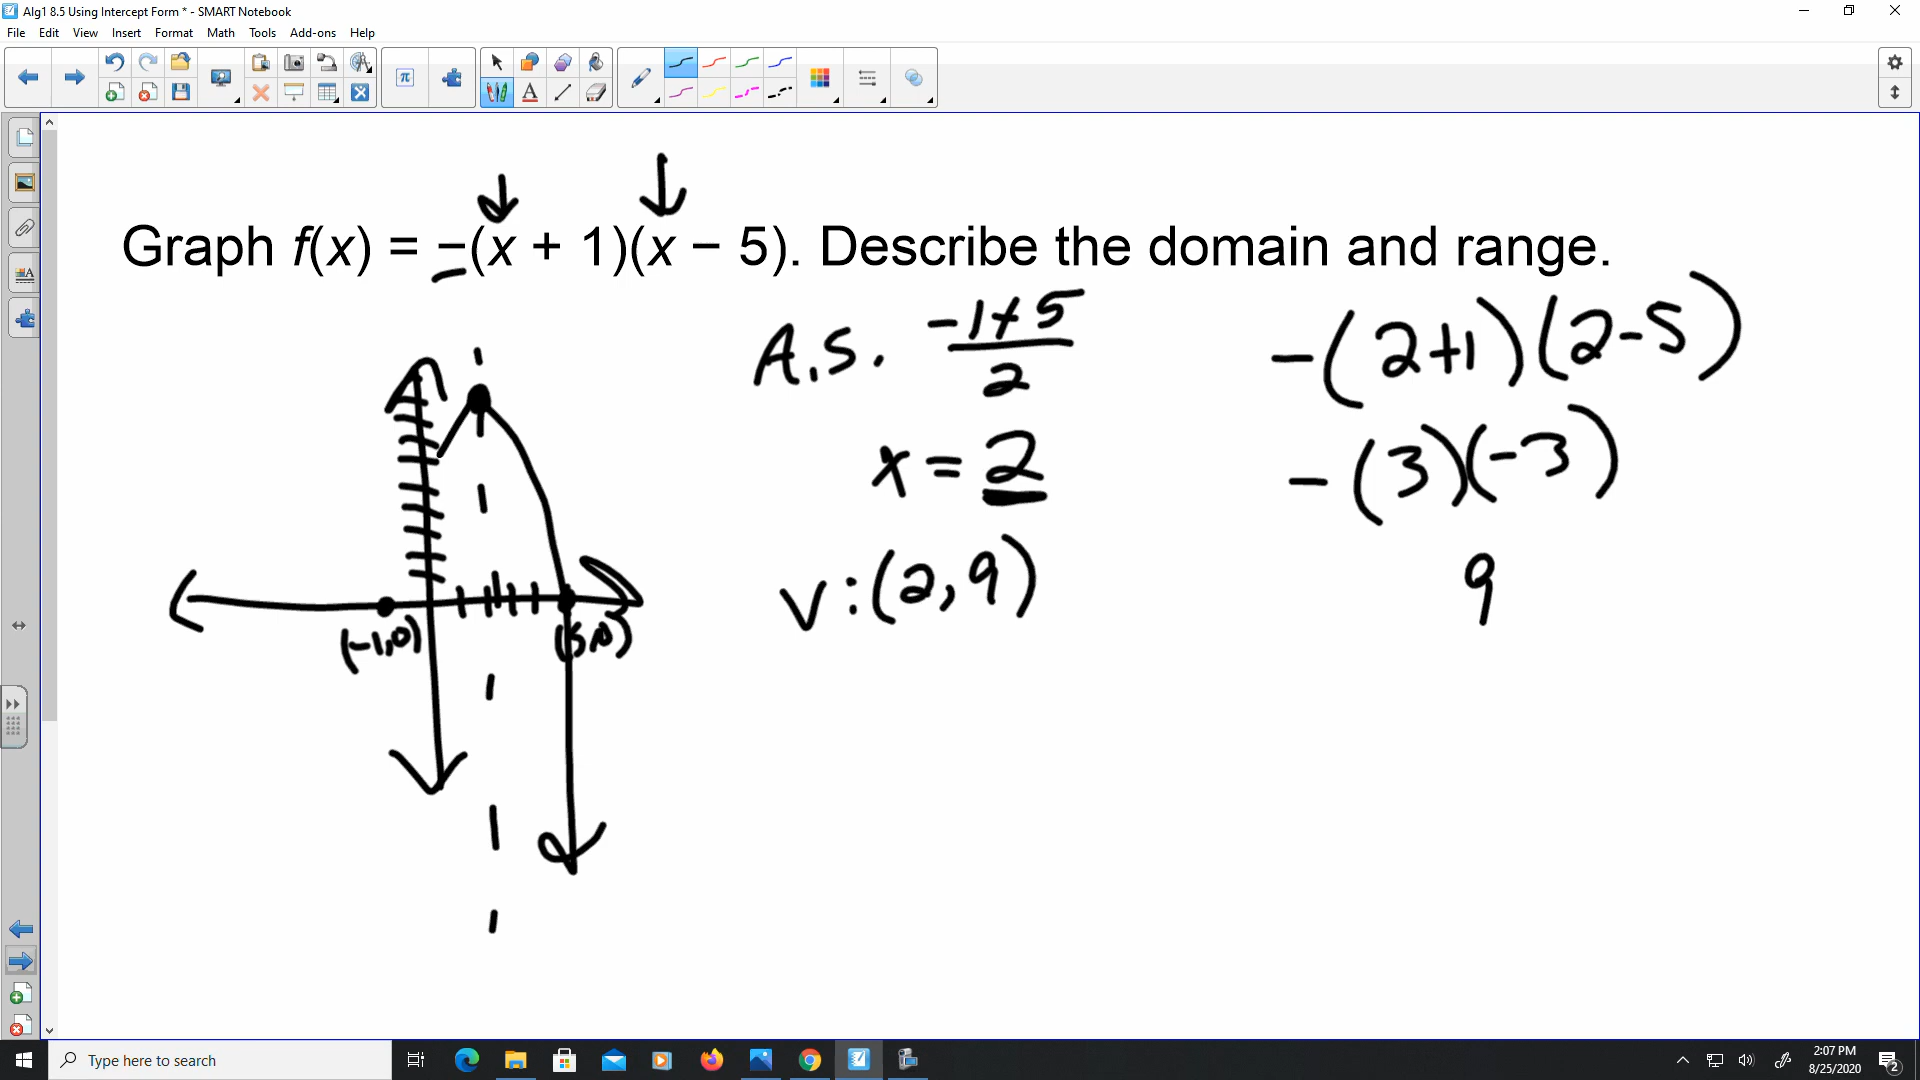 Alg1 8.5 Using Intercept Form * - SMART Notebook
File Edit View Insert Format Math Tools Add-ons Help
Graph f(x) = −(x + 1)(x − 5). Describe the domain and range.
A.S. -1+5
2
-(2+1)(2-5)
x = 2
-(3)(-3)
v:(2,9)
9
(-1,0)
(5,0)
Type here to search
2:07 PM
8/25/2020
2